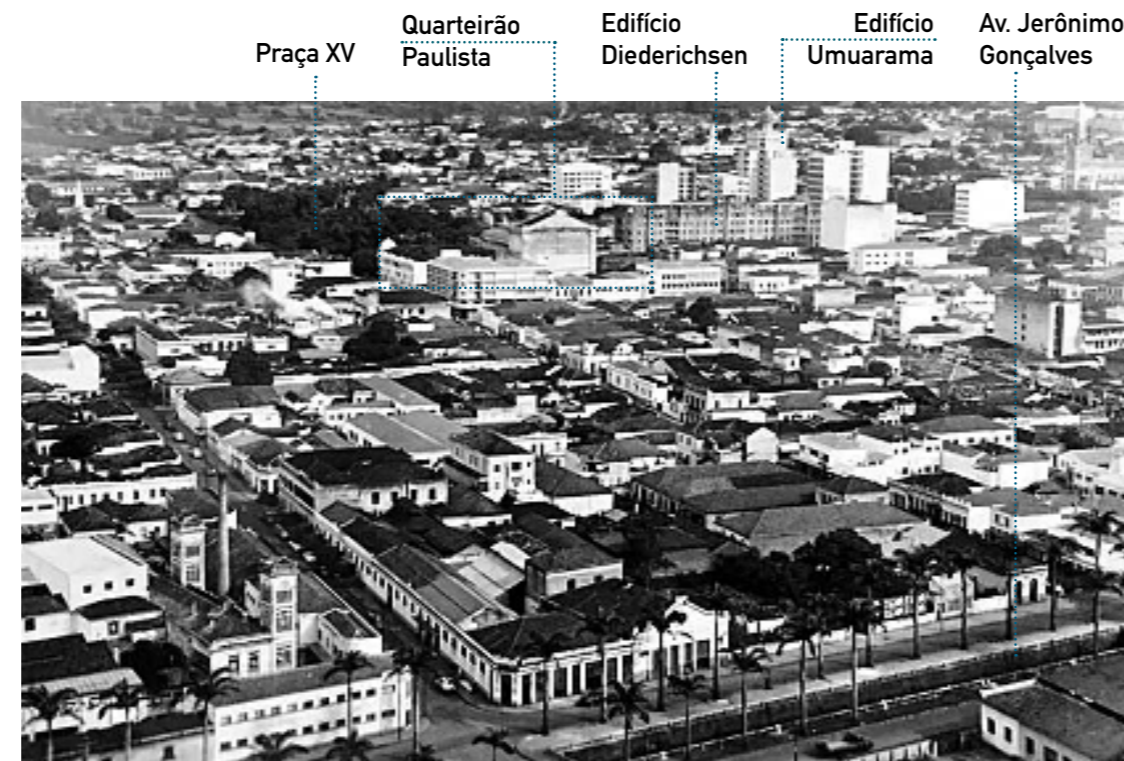 Praça XV
Quarteirão
Paulista
Edifício
Diederichsen
Edifício
Umuarama
Av. Jerônimo
Gonçalves